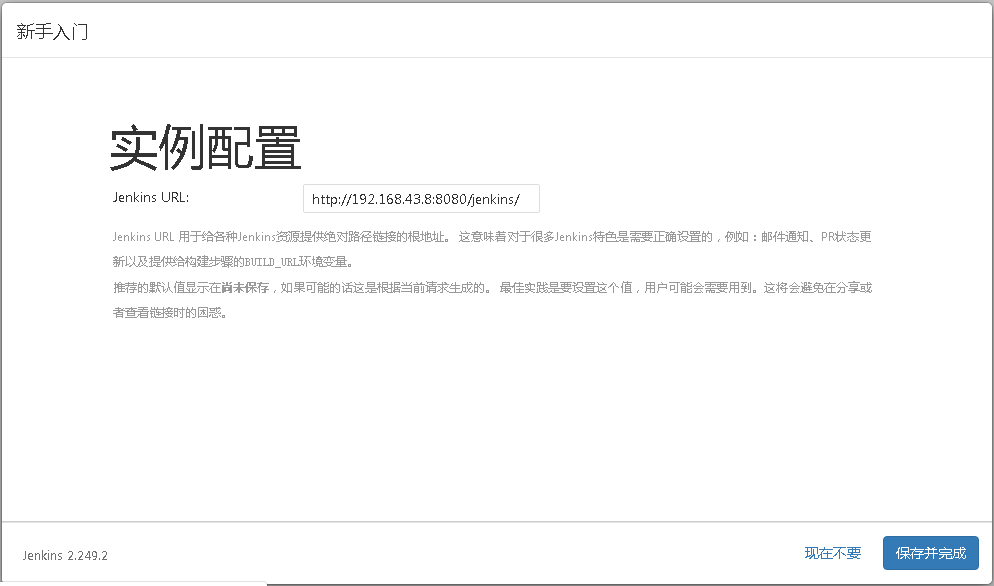 新手入门
实例配置
Jenkins URL: http://192.168.43.8:8080/jenkins/
Jenkins URL 用于给各种Jenkins资源提供绝对路径链接的根地址。 这意味着对于很多Jenkins特色是需要正确设置的，例如：邮件通知、PR状态更
新以及提供给构建步骤的BUILD_URL环境变量。
推荐的默认值显示在尚未保存，如果可能的话这是根据当前请求生成的。 最佳实践是要设置这个值，用户可能会需要用到。这将会避免在分享或
者查看链接时的困惑。
Jenkins 2.249.2 现在不要 保存并完成